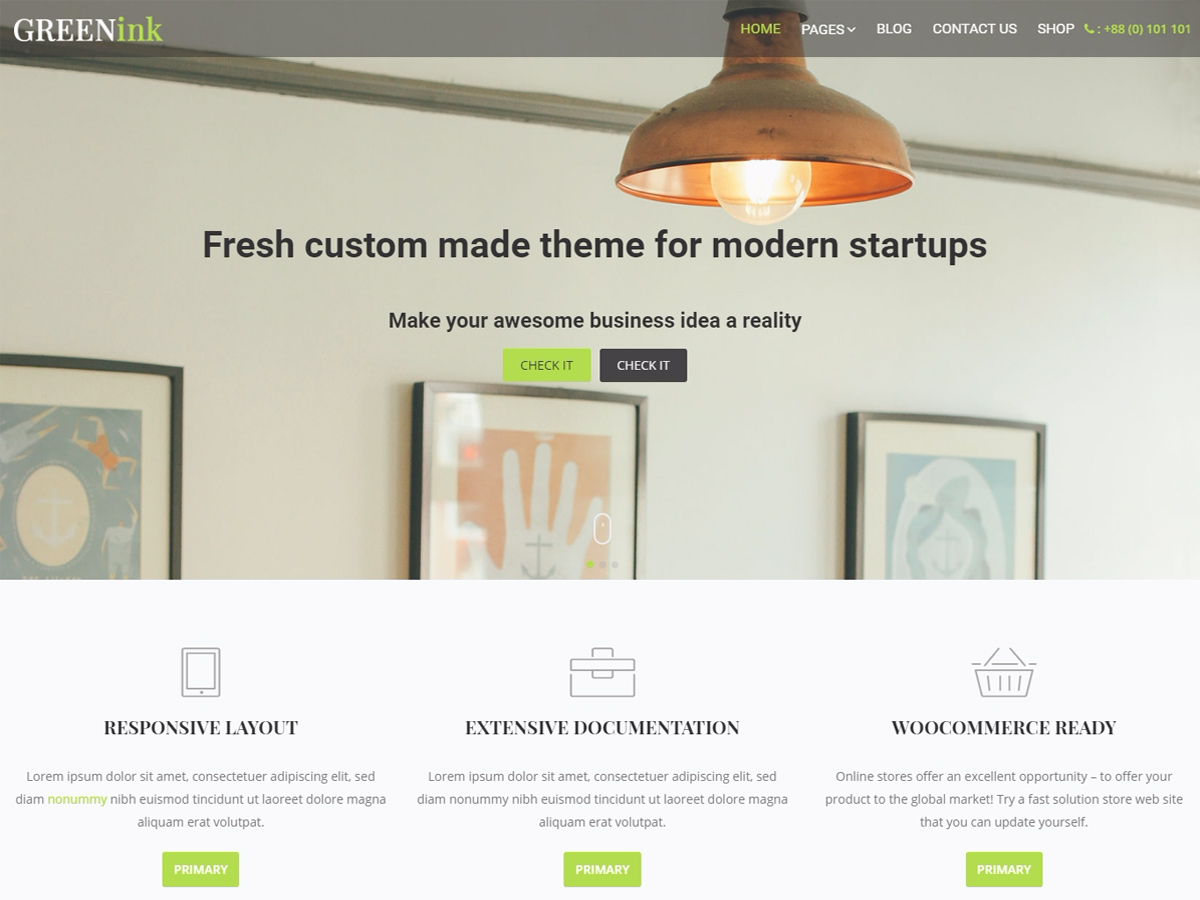 GREENink
HOME PAGES BLOG CONTACT US SHOP : +88 (0) 101 101
Fresh custom made theme for modern startups
Make your awesome business idea a reality
CHECK IT CHECK IT
RESPONSIVE LAYOUT
Lorem ipsum dolor sit amet, consectetuer adipiscing elit, sed
diam nonummy nibh euismod tincidunt ut laoreet dolore magna
aliquam erat volutpat.
PRIMARY
EXTENSIVE DOCUMENTATION
Lorem ipsum dolor sit amet, consectetuer adipiscing elit, sed
diam nonummy nibh euismod tincidunt ut laoreet dolore magna
aliquam erat volutpat.
PRIMARY
WOOCOMMERCE READY
Online stores offer an excellent opportunity – to offer your
product to the global market! Try a fast solution store web site
that you can update yourself.
PRIMARY